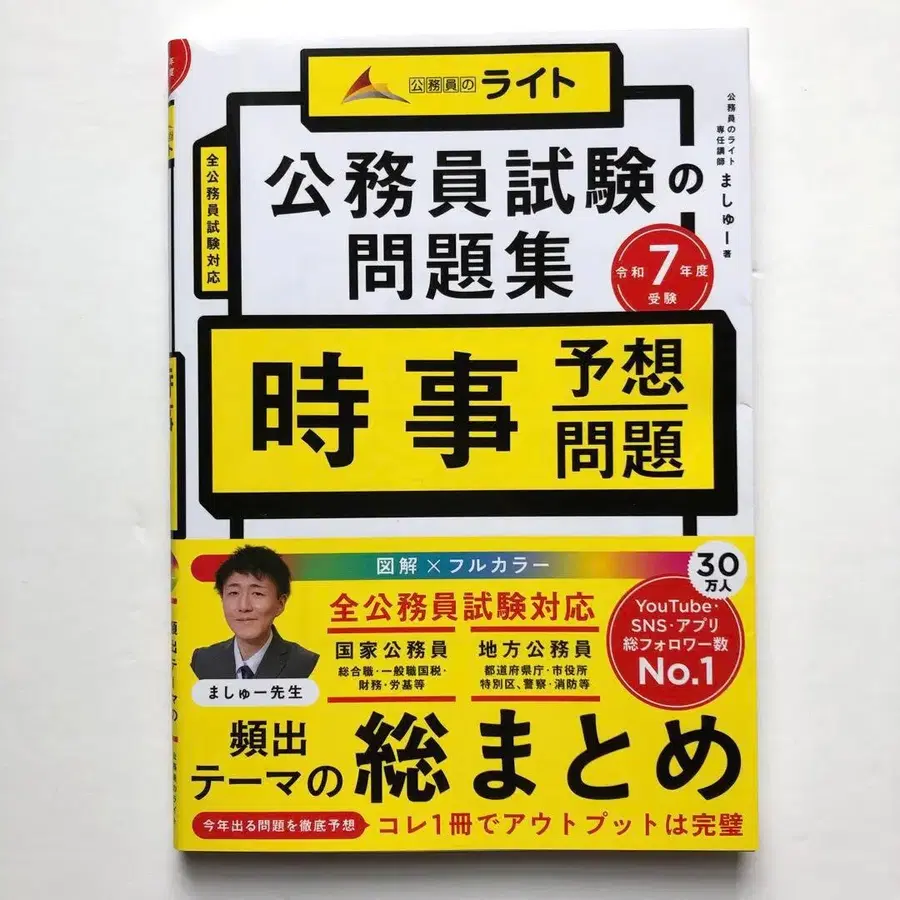 公務員のライト
公務員のライト
専任講師 ましゅー 著
全公務員試験対応
公務員試験の
問題集
令和7年度
受験
時事
予想
問題
図解×フルカラー
30
万人
全公務員試験対応
国家公務員
総合職・一般職国税・
財務・労基等
地方公務員
都道府県庁・市役所
特別区、警察・消防等
YouTube・
SNS・アプリ
総フォロワー数
No.1
ましゅー先生
頻出
テーマの
総まとめ
今年出る問題を徹底予想
コレ1冊でアウトプットは完璧